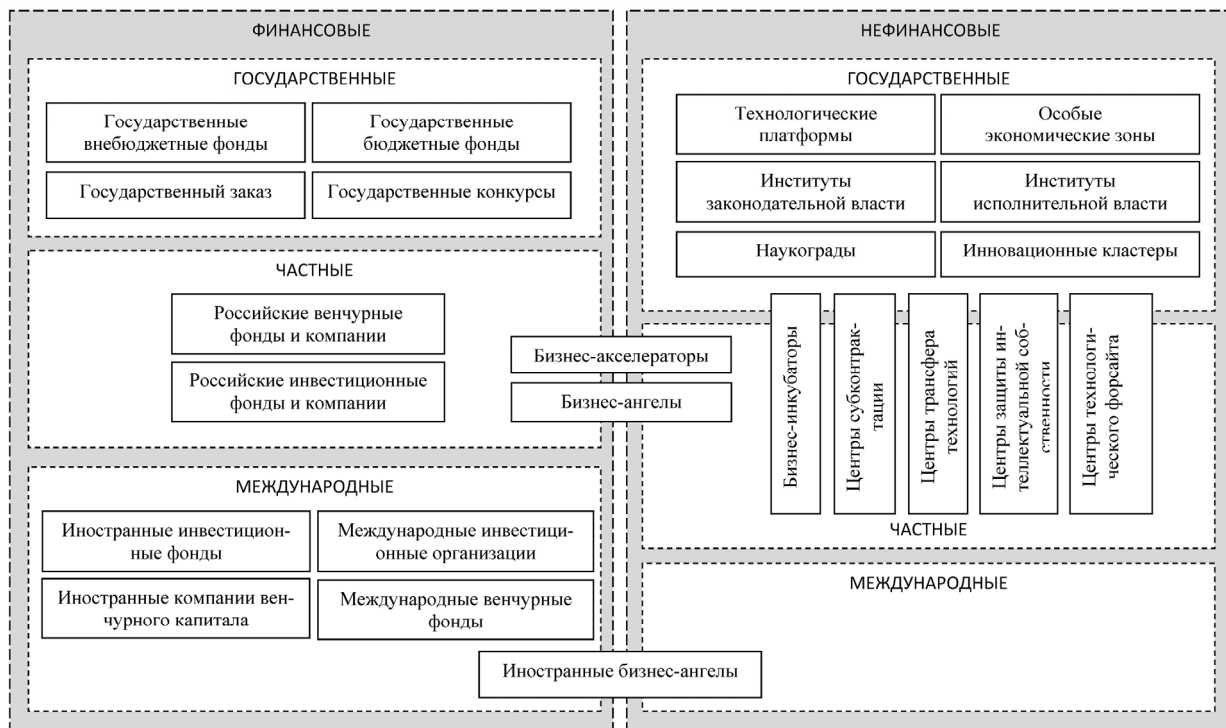 ФИНАНСОВЫЕ
ГОСУДАРСТВЕННЫЕ
Государственные
внебюджетные фонды
Государственные
бюджетные фонды
Государственный заказ
Государственные конкурсы
ЧАСТНЫЕ
Российские венчурные
фонды и компании
Российские инвестиционные
фонды и компании
Бизнес-акселераторы
Бизнес-ангелы
МЕЖДУНАРОДНЫЕ
Иностранные инвестицион-
ные фонды
Международные инвестици-
онные организации
Иностранные компании вен-
чурного капитала
Международные венчурные
фонды
Иностранные бизнес-ангелы
НЕФИНАНСОВЫЕ
ГОСУДАРСТВЕННЫЕ
Технологические
платформы
Особые
экономические зоны
Институты
законодательной власти
Институты
исполнительной власти
Наукограды
Инновационные кластеры
Бизнес-инкубаторы
Центры субконтрак-
тации
Центры трансфера
технологий
Центры защиты ин-
теллектуальной соб-
ственности
Центры технологи-
ческого форсайта
ЧАСТНЫЕ
МЕЖДУНАРОДНЫЕ